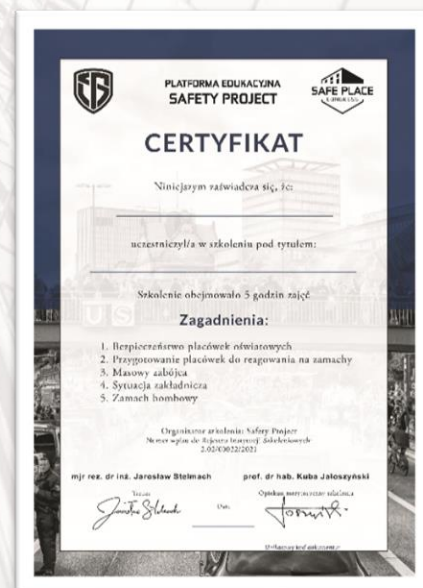 PLATFORMA EDUKACYJNA
SAFETY PROJECT
SAFE PLACE
CERTYFIKAT
Niniejszym zaświadcza się, że:
uczestniczył/a w szkoleniu pod tytułem:
Szkolenie obejmowało 5 godzin zajęć
Zagadnienia:
1. Bezpieczeństwo placówek oświatowych
2. Przygotowanie placówek do reagowania na zamachy
3. Masowy zabójca
4. Sytuacja zakładnicza
5. Zamach bombowy
Organizator szkolenia: Safety Project
Numer wpisu do Rejestru Instytucji Szkoleniowych
2.02/00022/2021
mjr rez. dr inż. Jarosław Stelmach
prof. dr hab. Kuba Jałoszyński
Trener
Opiekun merytoryczny szkolenia
Data